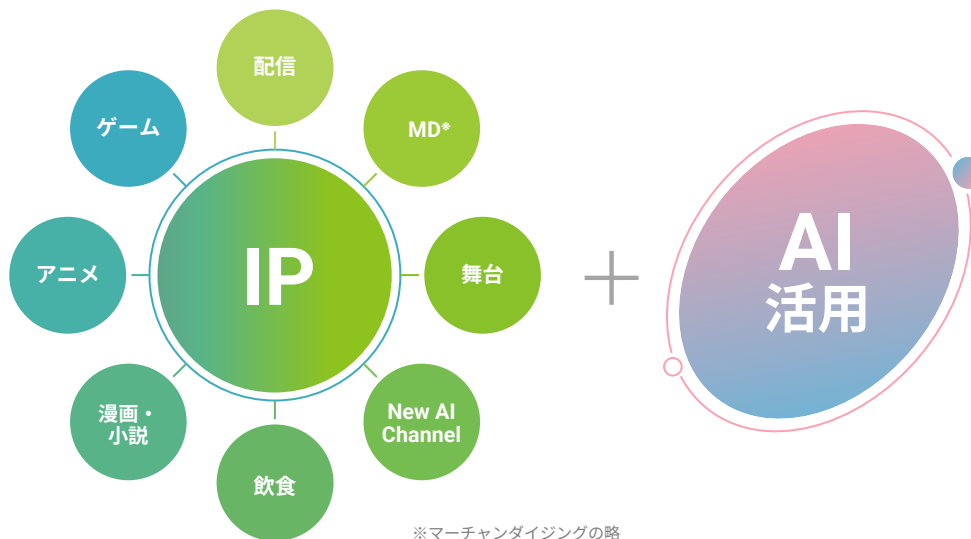 配信
ゲーム
MD※
アニメ
IP
舞台
AI
活用
漫画・
小説
New AI
Channel
飲食
※マーチャンダイジングの略